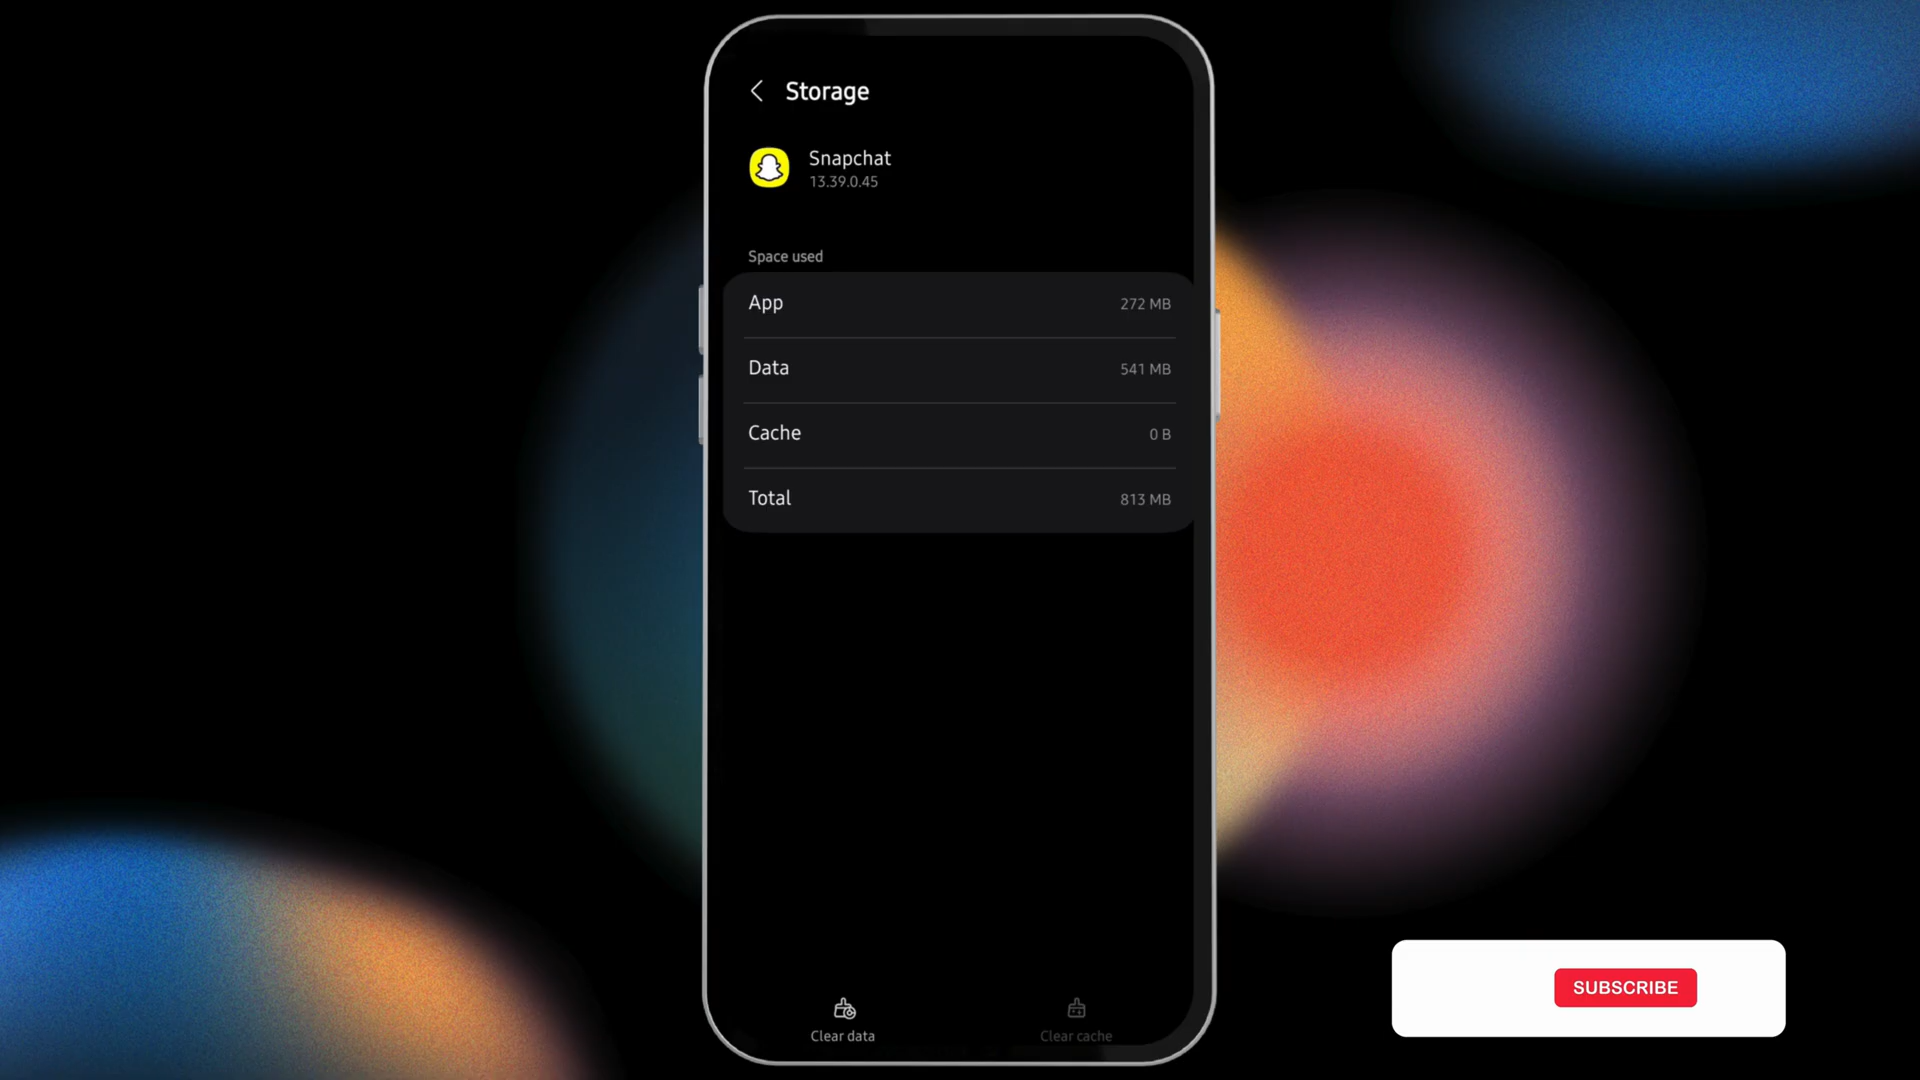 Storage
Snapchat
13.39.0.45
Space used
App 272 MB
Data 541 MB
Cache 0 B
Total 813 MB
Clear data Clear cache
SUBSCRIBE